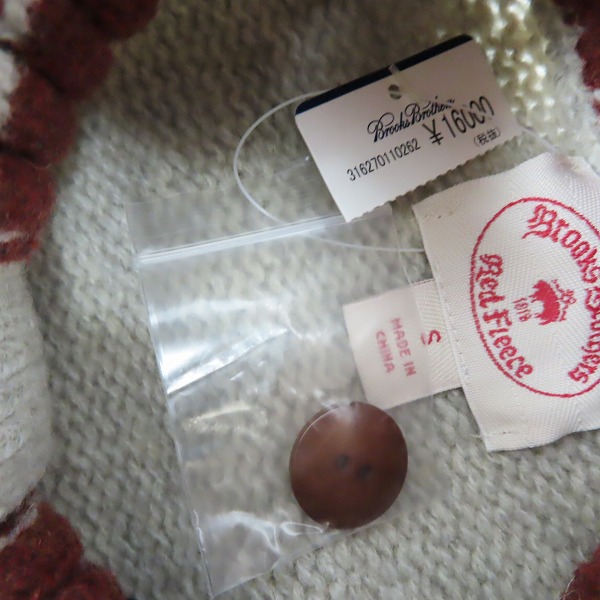 Brooks Brothers
¥16000
(税抜)
316270110262
Brooks Brothers
1818
Red Fleece
S
MADE IN
CHINA